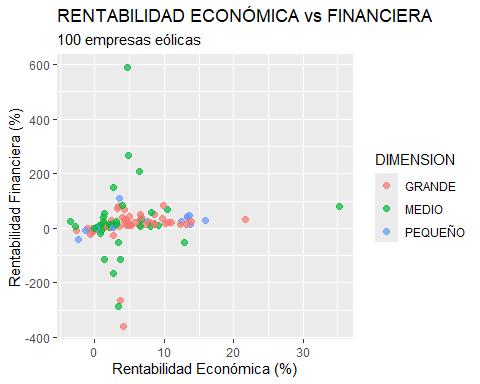 RENTABILIDAD ECONÓMICA vs FINANCIERA
100 empresas eólicas
Rentabilidad Financiera (%)
600
400
200
0
-200
-400
0
10
20
30
Rentabilidad Económica (%)
DIMENSION
GRANDE
MEDIO
PEQUEÑO